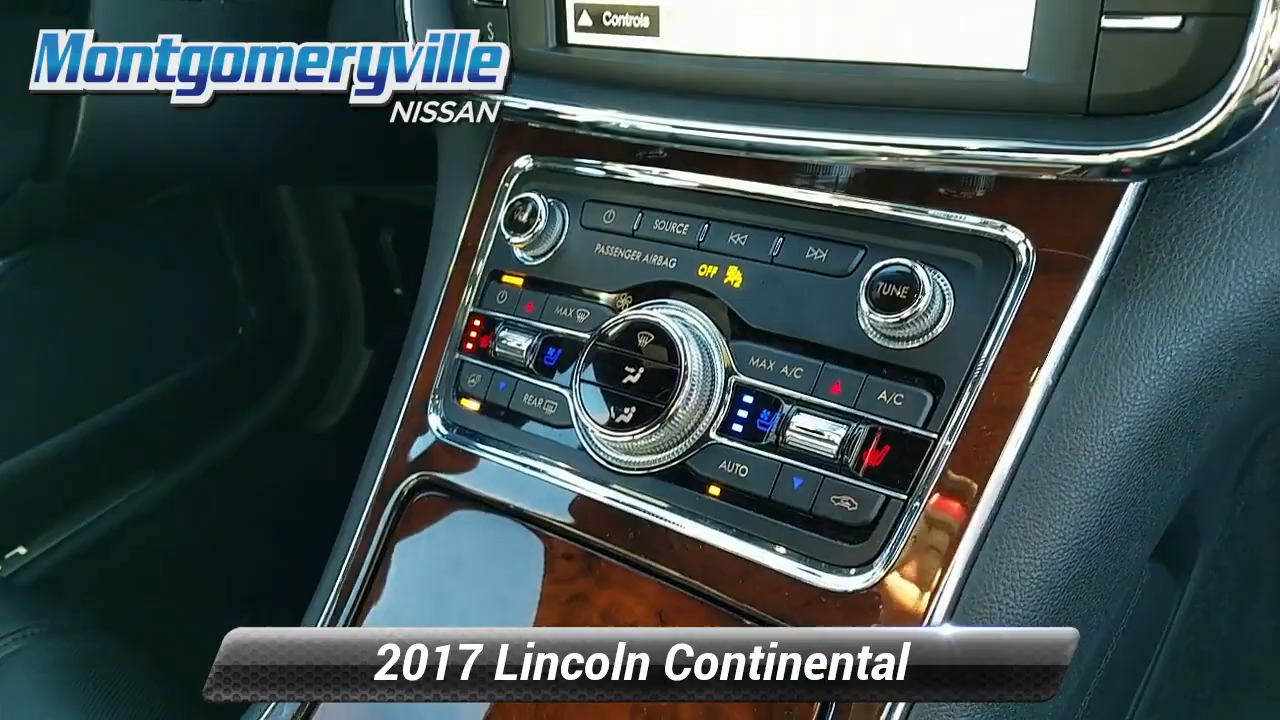 Controls
S
Montgomeryville
NISSAN
SOURCE
PASSENGER AIRBAG OFF
TUNE
MAX
MAX A/C
A/C
REAR
AUTO
2017 Lincoln Continental